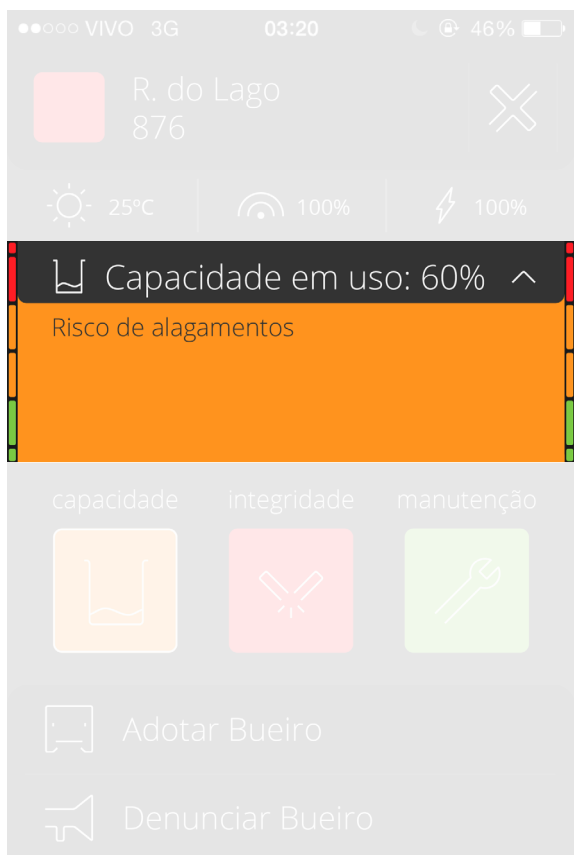 VIVO 3G 03:20 46%
R. do Lago
876
25ºC 100% 100%
Capacidade em uso: 60%
Risco de alagamentos
capacidade integridade manutenção
Adotar Bueiro
Denunciar Bueiro